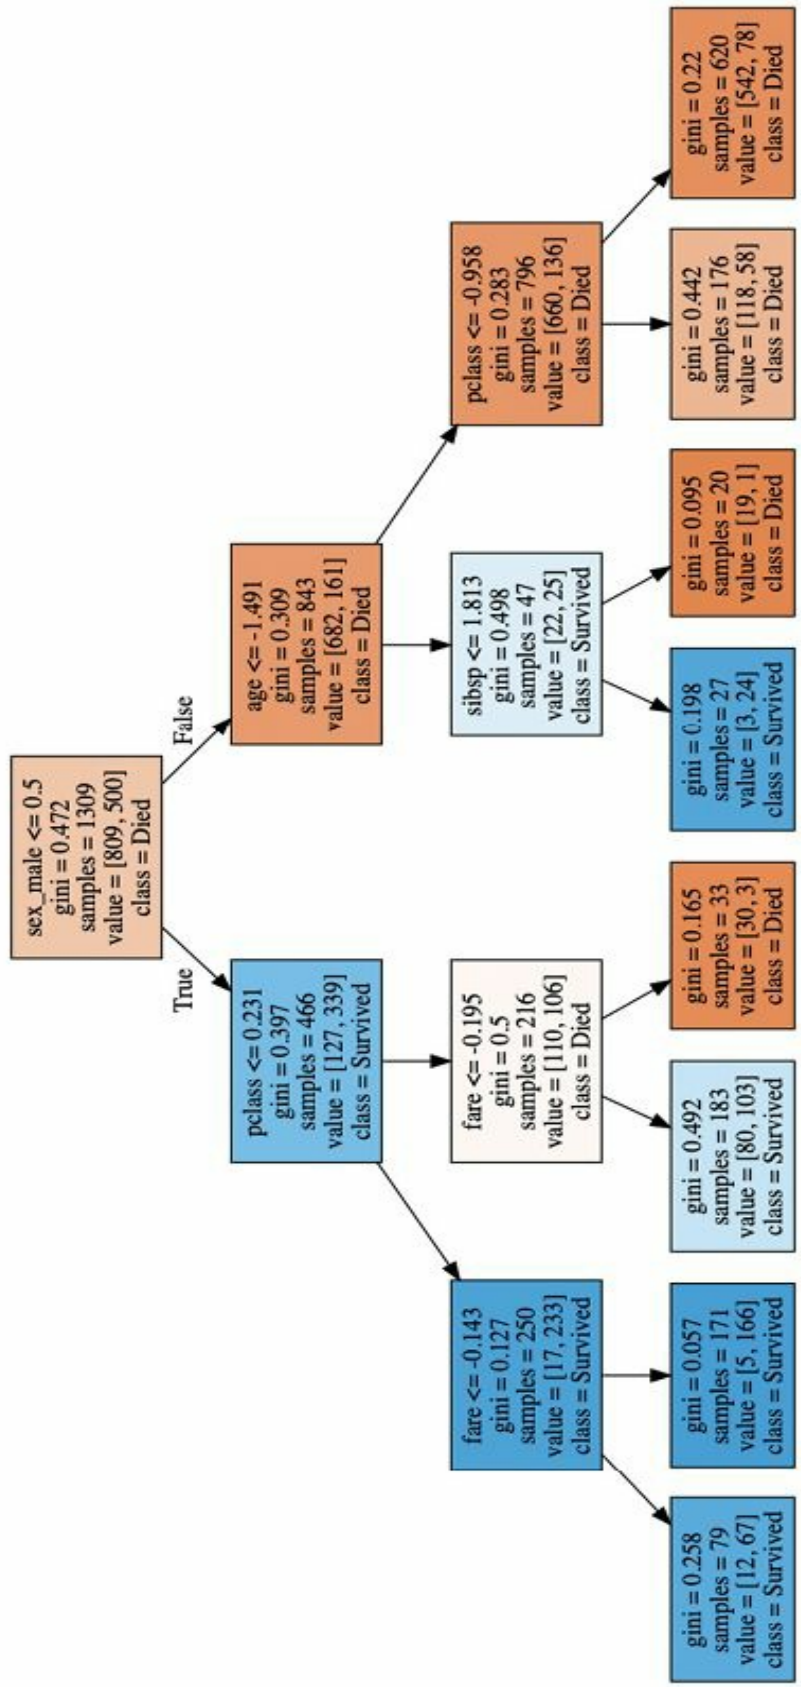 sex_male <= 0.5
gini = 0.472
samples = 1309
value = [809, 500]
class = Died
True
False
pclass <= 0.231
gini = 0.397
samples = 466
value = [127, 339]
class = Survived
age <= -1.491
gini = 0.309
samples = 843
value = [682, 161]
class = Died
fare <= -0.143
gini = 0.127
samples = 250
value = [17, 233]
class = Survived
fare <= -0.195
gini = 0.5
samples = 216
value = [110, 106]
class = Died
sibsp <= 1.813
gini = 0.498
samples = 47
value = [22, 25]
class = Survived
pclass <= -0.958
gini = 0.283
samples = 796
value = [660, 136]
class = Died
gini = 0.258
samples = 79
value = [12, 67]
class = Survived
gini = 0.057
samples = 171
value = [5, 166]
class = Survived
gini = 0.492
samples = 183
value = [80, 103]
class = Survived
gini = 0.165
samples = 33
value = [30, 3]
class = Died
gini = 0.198
samples = 27
value = [3, 24]
class = Survived
gini = 0.095
samples = 20
value = [19, 1]
class = Died
gini = 0.442
samples = 176
value = [118, 58]
class = Died
gini = 0.22
samples = 620
value = [542, 78]
class = Died